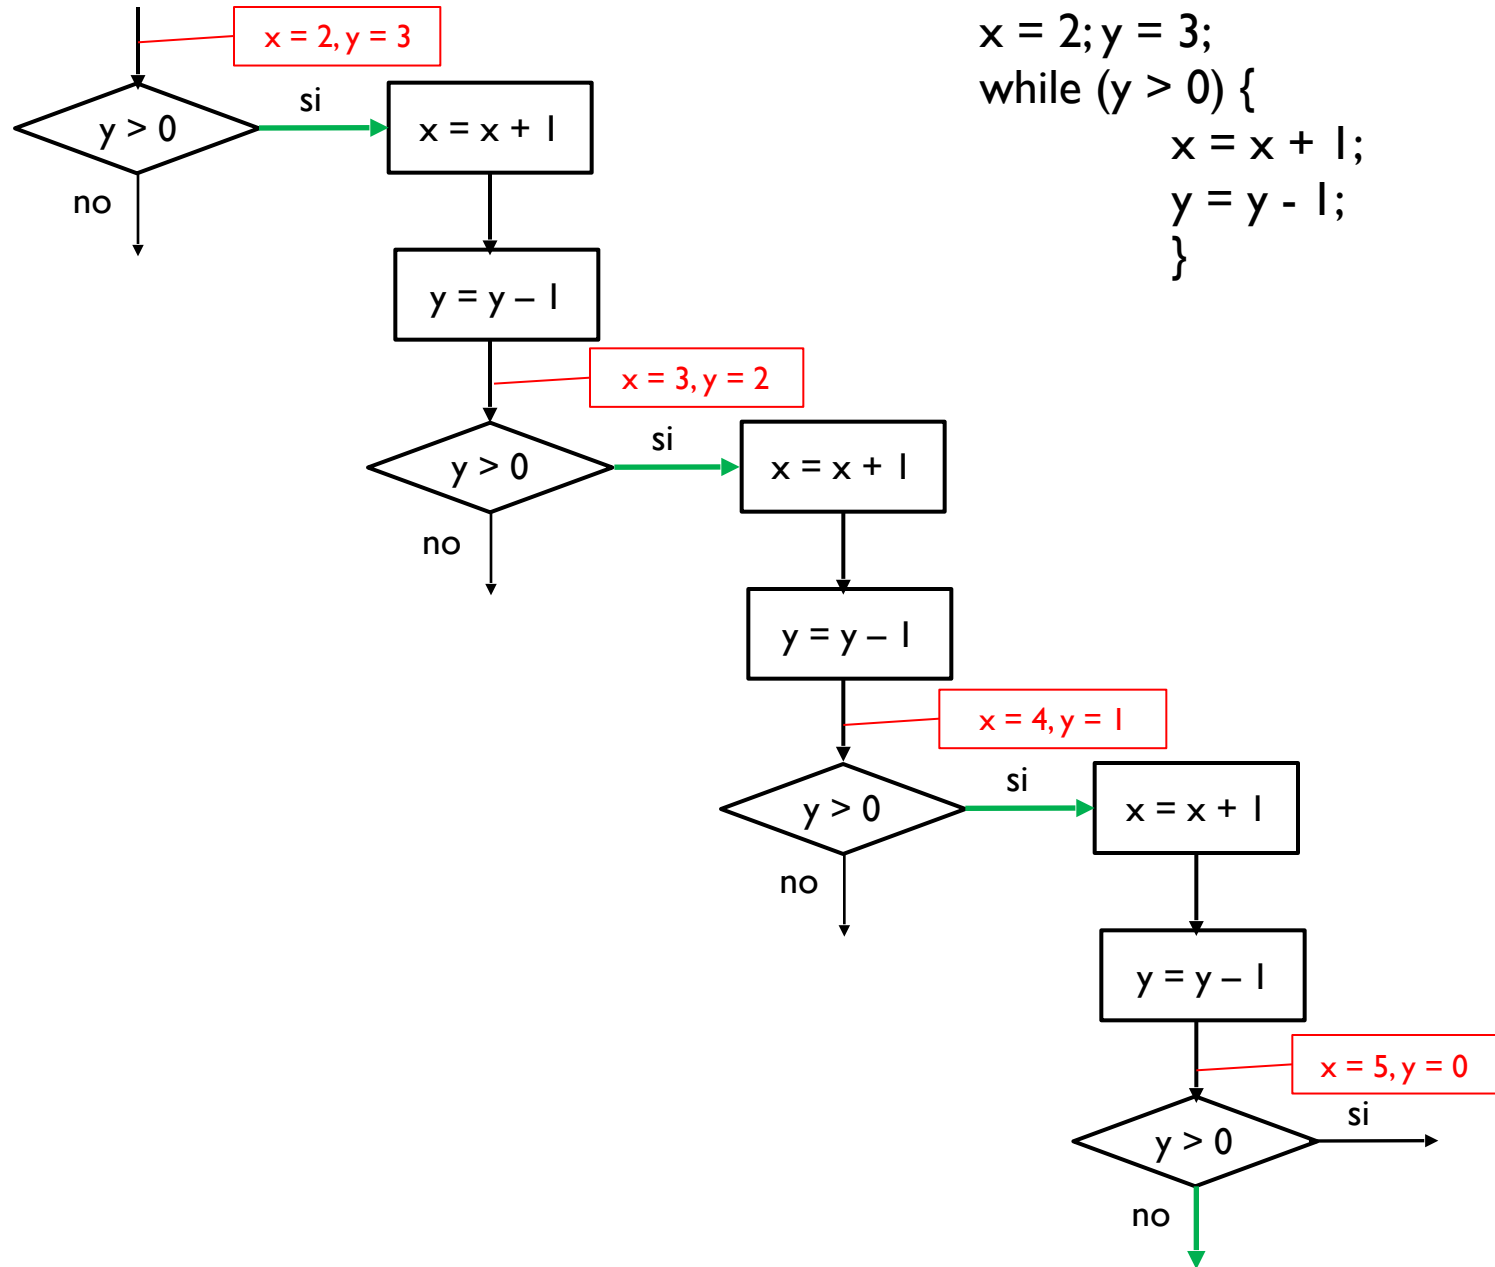 x = 2, y = 3
y > 0
si
x = x + 1
no
y = y – 1
x = 3, y = 2
y > 0
si
x = x + 1
no
y = y – 1
x = 4, y = 1
y > 0
si
x = x + 1
no
y = y – 1
x = 5, y = 0
y > 0
si
no
x = 2; y = 3;
while (y > 0) {
x = x + 1;
y = y - 1;
}